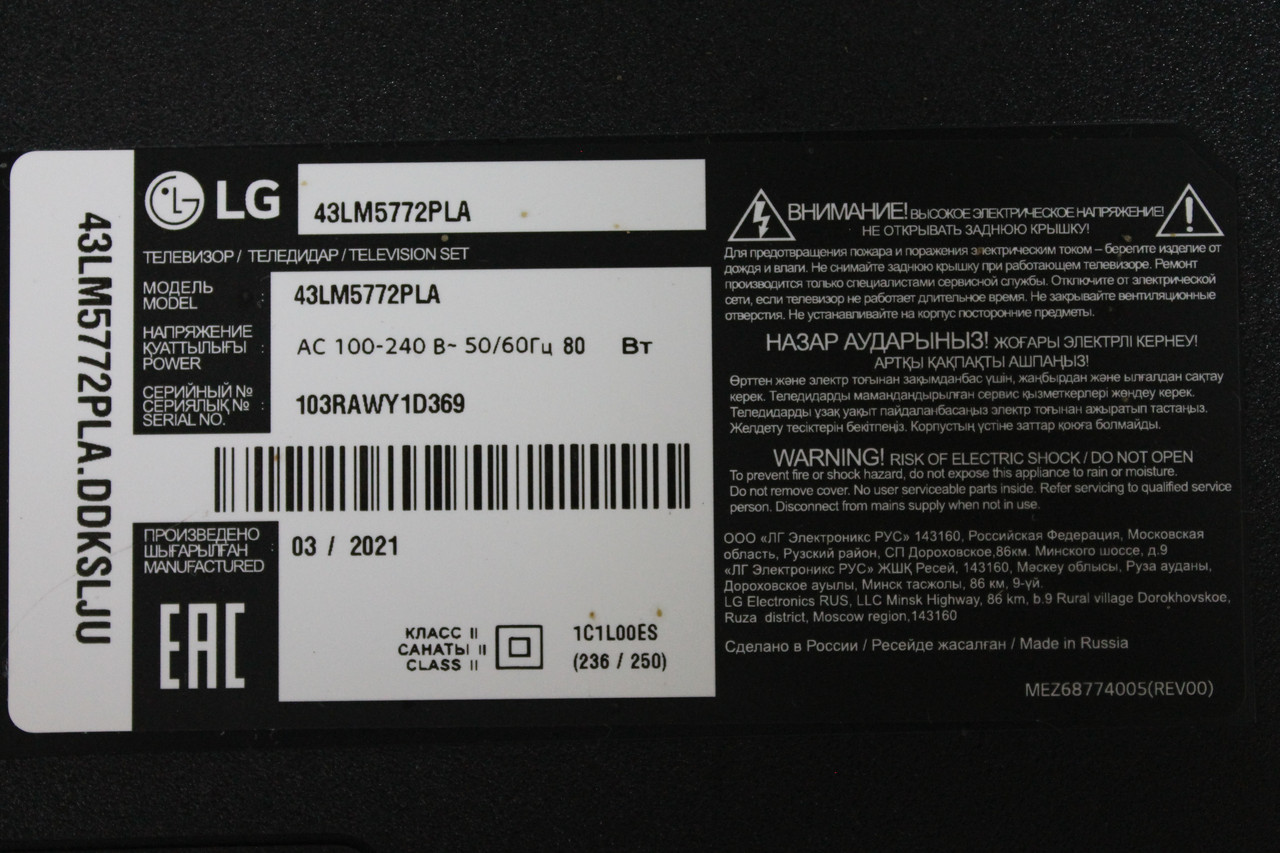 43LM5772PLA.DDKSLJU
LG
43LM5772PLA
ТЕЛЕВИЗОР / ТЕЛЕДИДАР / TELEVISION SET
МОДЕЛЬ
MODEL :
43LM5772PLA
НАПРЯЖЕНИЕ
ҚУАТТЫЛЫҒЫ :
POWER
AC 100-240 В~ 50/60Гц 80 Вт
СЕРИЙНЫЙ №
СЕРИЯЛЫҚ № :
SERIAL NO.
103RAWY1D369
ПРОИЗВЕДЕНО
ШЫҒАРЫЛҒАН :
MANUFACTURED
03 / 2021
EAC
КЛАСС II
САНАТЫ II
CLASS II
1C1L00ES
(236 / 250)
ВНИМАНИЕ! ВЫСОКОЕ ЭЛЕКТРИЧЕСКОЕ НАПРЯЖЕНИЕ!
НЕ ОТКРЫВАТЬ ЗАДНЮЮ КРЫШКУ!
Для предотвращения пожара и поражения электрическим током – берегите изделие от
дождя и влаги. Не снимайте заднюю крышку при работающем телевизоре. Ремонт
производится только специалистами сервисной службы. Отключите от электрической
сети, если телевизор не работает длительное время. Не закрывайте вентиляционные
отверстия. Не устанавливайте на корпус посторонние предметы.
НАЗАР АУДАРЫНЫЗ! ЖОҒАРЫ ЭЛЕКТРЛІ КЕРНЕУ!
АРТҚЫ ҚАҚПАҚТЫ АШПАҢЫЗ!
Өрттен және электр тоғынан зақымданбас үшін, жаңбырдан және ылғалдан сақтау
керек. Теледидарды мамандандырылған сервис қызметкерлері жөндеу керек.
Теледидарды ұзақ уақыт пайдаланбасаңыз электр тоғынан ажыратып тастаңыз.
Желдету тесіктерін бекітпеңіз. Корпустың үстіне заттар қоюға болмайды.
WARNING! RISK OF ELECTRIC SHOCK / DO NOT OPEN
To prevent fire or shock hazard, do not expose this appliance to rain or moisture.
Do not remove cover. No user serviceable parts inside. Refer servicing to qualified service
person. Disconnect from mains supply when not in use.
ООО «ЛГ Электроникс РУС» 143160, Российская Федерация, Московская
область, Рузский район, СП Дороховское,86км. Минского шоссе, д.9
«ЛГ Электроникс РУС» ЖШҚ Ресей, 143160, Мәскеу облысы, Руза ауданы,
Дороховское ауылы, Минск тасжолы, 86 км, 9-үй.
LG Electronics RUS, LLC Minsk Highway, 86 km, b.9 Rural village Dorokhovskoe,
Ruza district, Moscow region,143160
Сделано в России / Ресейде жасалған / Made in Russia
MEZ68774005(REV00)